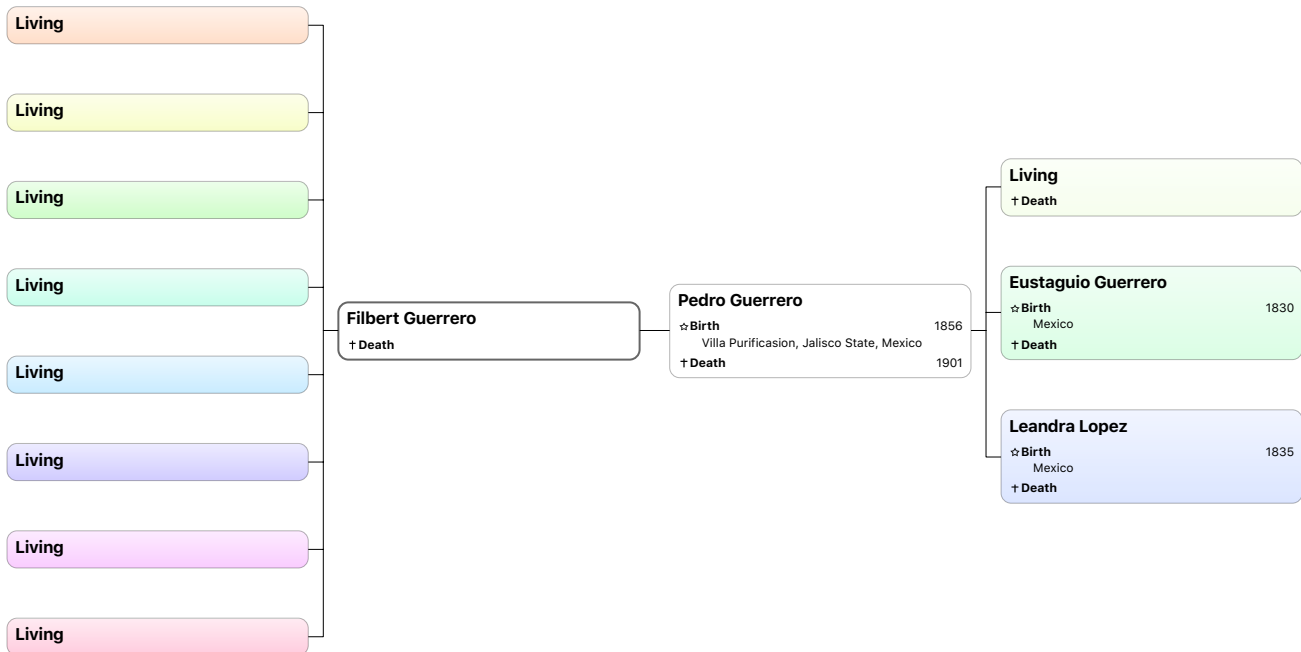 Living
Living
Living
Living
Living
Living
Living
Living
Filbert Guerrero
† Death
Pedro Guerrero
☆ Birth 1856
Villa Purificasion, Jalisco State, Mexico
† Death 1901
Living
† Death
Eustaguio Guerrero
☆ Birth 1830
Mexico
† Death
Leandra Lopez
☆ Birth 1835
Mexico
† Death